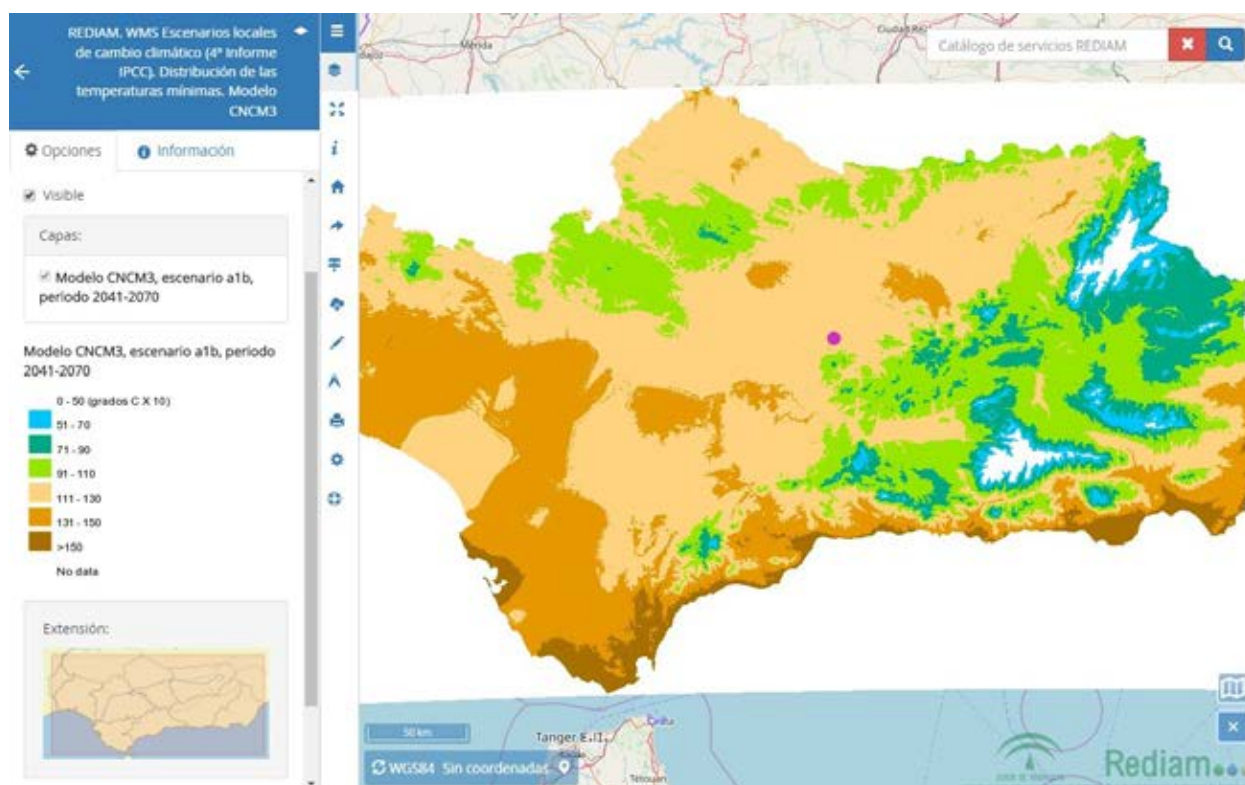 REDIAM. WMS Escenarios locales
de cambio climático (4º Informe
IPCC). Distribución de las
temperaturas mínimas. Modelo
CNCM3
Opciones
Información
Visible
Capas:
Modelo CNCM3, escenario a1b,
periodo 2041-2070
Modelo CNCM3, escenario a1b, periodo
2041-2070
0 - 50 (grados C X 10)
51 - 70
71 - 90
91 - 110
111 - 130
131 - 150
>150
No data
Extensión:
Mérida
Catálogo de servicios REDIAM
50 km
Tanger
WGS84 Sin coordenadas
Tetouan
Rediam